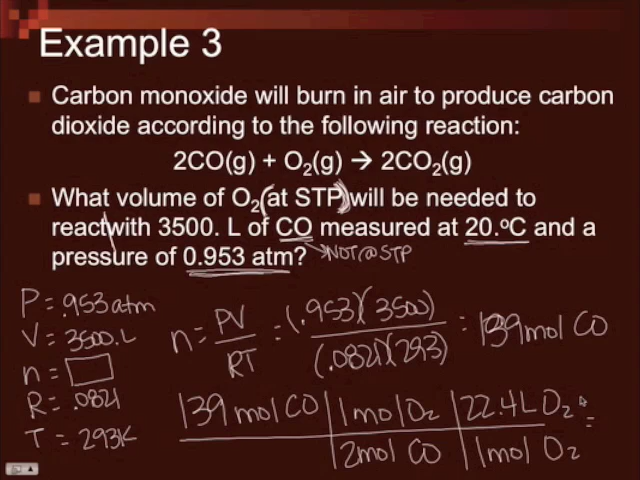 Example 3
Carbon monoxide will burn in air to produce carbon
dioxide according to the following reaction:
2CO(g) + O₂(g) → 2CO₂(g)
What volume of O₂ (at STP) will be needed to
react with 3500. L of CO measured at 20.ºC and a
pressure of 0.953 atm?
NOT @ STP
P = .953 atm
V = 3500. L
n = □
R = .0821
T = 293K
n = PV/RT = (.953)(3500)/(.0821)(293) = 139 mol CO
139 mol CO | 1 mol O₂ | 22.4 L O₂ =
2 mol CO | 1 mol O₂